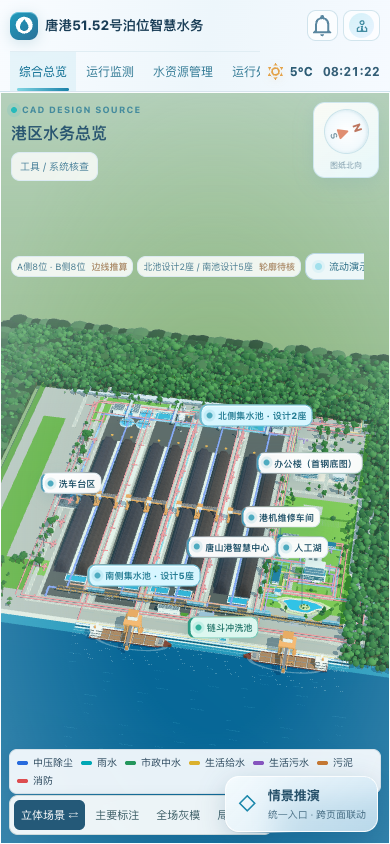 唐港51.52号泊位智慧水务
综合总览 运行监测 水资源管理 5°C 08:21:22
CAD DESIGN SOURCE
港区水务总览
工具 / 系统核查
N
S
图纸北向
A侧8位 · B侧8位 边线推算 北池设计2座 / 南池设计5座 轮廓待核 流动演示
北侧集水池 · 设计2座
办公楼（首钢底图）
洗车台区
港机维修车间
唐山港智慧中心 人工湖
南侧集水池 · 设计5座
链斗冲洗池
中压除尘 雨水 市政中水 生活给水 生活污水 污泥
消防
立体场景 ⇄ 主要标注 全场灰模
情景推演
统一入口 · 跨页面联动